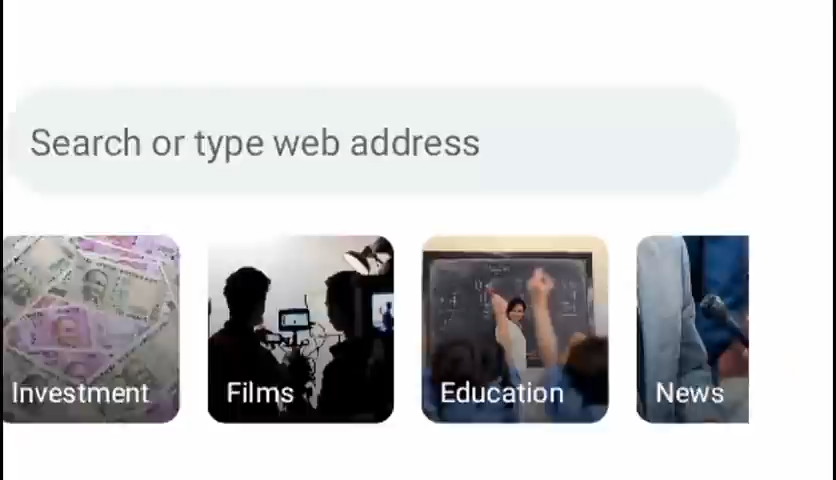 Search or type web address
Investment
Films
Education
News